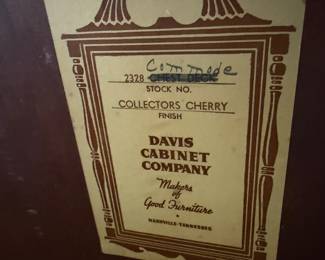 Commode
2328 CHEST DECK
STOCK NO.
COLLECTORS CHERRY
FINISH
DAVIS
CABINET
COMPANY
Makers
of
Good Furniture
NASHVILLE-TENNESSEE